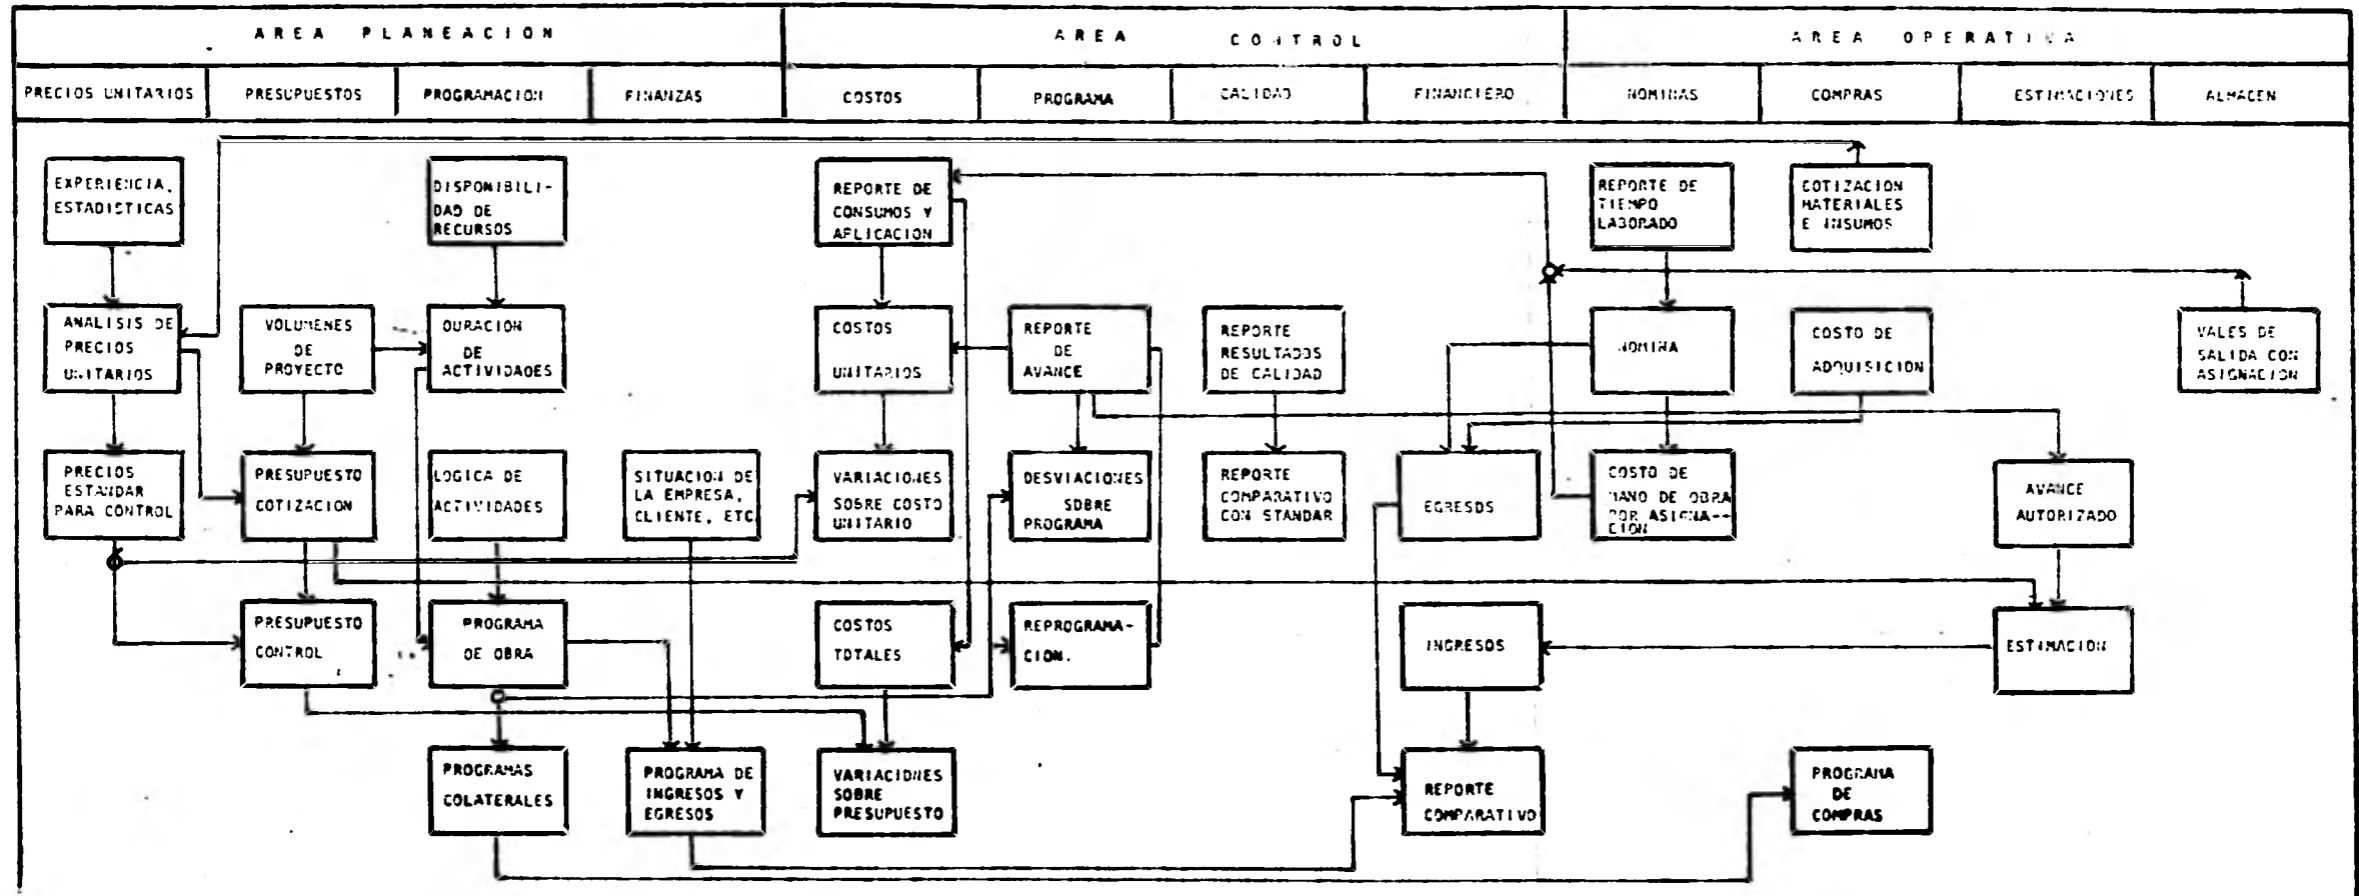 AREA PLANEACION
AREA CONTROL
AREA OPERATIVA
PRECIOS UNITARIOS
PRESUPUESTOS
PROGRAMACION
FINANZAS
COSTOS
PROGRAMA
CALIDAD
FINANCIERO
NOMINAS
COMPRAS
ESTIMACIONES
ALMACEN
EXPERIENCIA,
ESTADISTICAS
DISPONIBILI-
DAD DE
RECURSOS
REPORTE DE
CONSUMOS Y
APLICACION
REPORTE DE
TIEMPO
LABORADO
COTIZACION
MATERIALES
E INSUMOS
ANALISIS DE
PRECIOS
UNITARIOS
VOLUMENES
DE
PROYECTO
DURACION
DE
ACTIVIDADES
COSTOS
UNITARIOS
REPORTE
DE
AVANCE
REPORTE
RESULTADOS
DE CALIDAD
NOMINA
COSTO DE
ADQUISICION
VALES DE
SALIDA CON
ASIGNACION
PRECIOS
ESTANDAR
PARA CONTROL
PRESUPUESTO
COTIZACION
LOGICA DE
ACTIVIDADES
SITUACION DE
LA EMPRESA,
CLIENTE, ETC
VARIACIONES
SOBRE COSTO
UNITARIO
DESVIACIONES
SOBRE
PROGRAMA
REPORTE
COMPARATIVO
CON STANDAR
EGRESOS
COSTO DE
MANO DE OBRA
POR ASIGNA--
CION
AVANCE
AUTORIZADO
PRESUPUESTO
CONTROL
PROGRAMA
DE OBRA
COSTOS
TOTALES
REPROGRAMA-
CION.
INGRESOS
ESTIMACION
PROGRAMAS
COLATERALES
PROGRAMA DE
INGRESOS Y
EGRESOS
VARIACIONES
SOBRE
PRESUPUESTO
REPORTE
COMPARATIVO
PROGRAMA
DE
COMPRAS